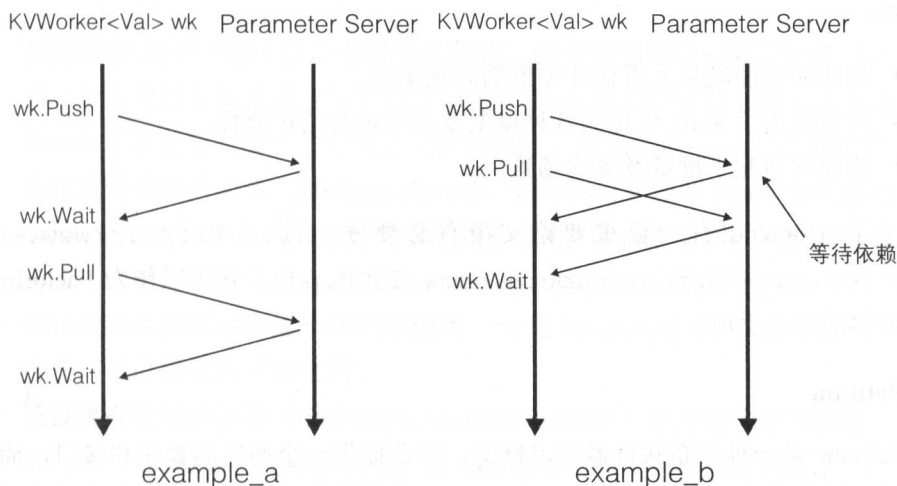 KVWorker<Val> wk Parameter Server
wk.Push
wk.Wait
wk.Pull
wk.Wait
example_a
KVWorker<Val> wk Parameter Server
wk.Push
wk.Pull
wk.Wait
等待依赖
example_b